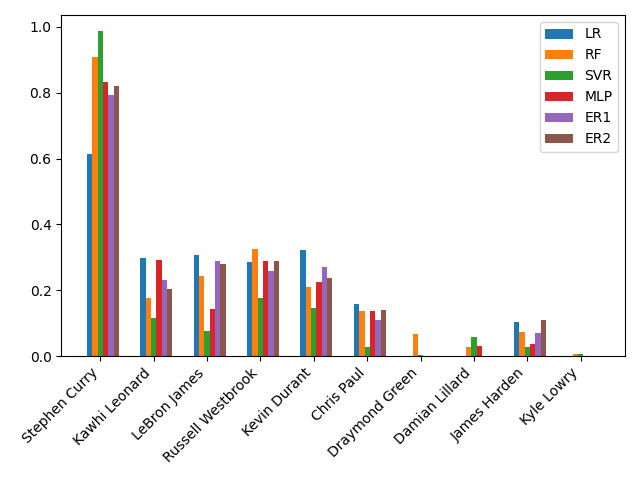 1.0
0.8
0.6
0.4
0.2
0.0
LR
RF
SVR
MLP
ER1
ER2
Stephen Curry
Kawhi Leonard
LeBron James
Russell Westbrook
Kevin Durant
Chris Paul
Draymond Green
Damian Lillard
James Harden
Kyle Lowry